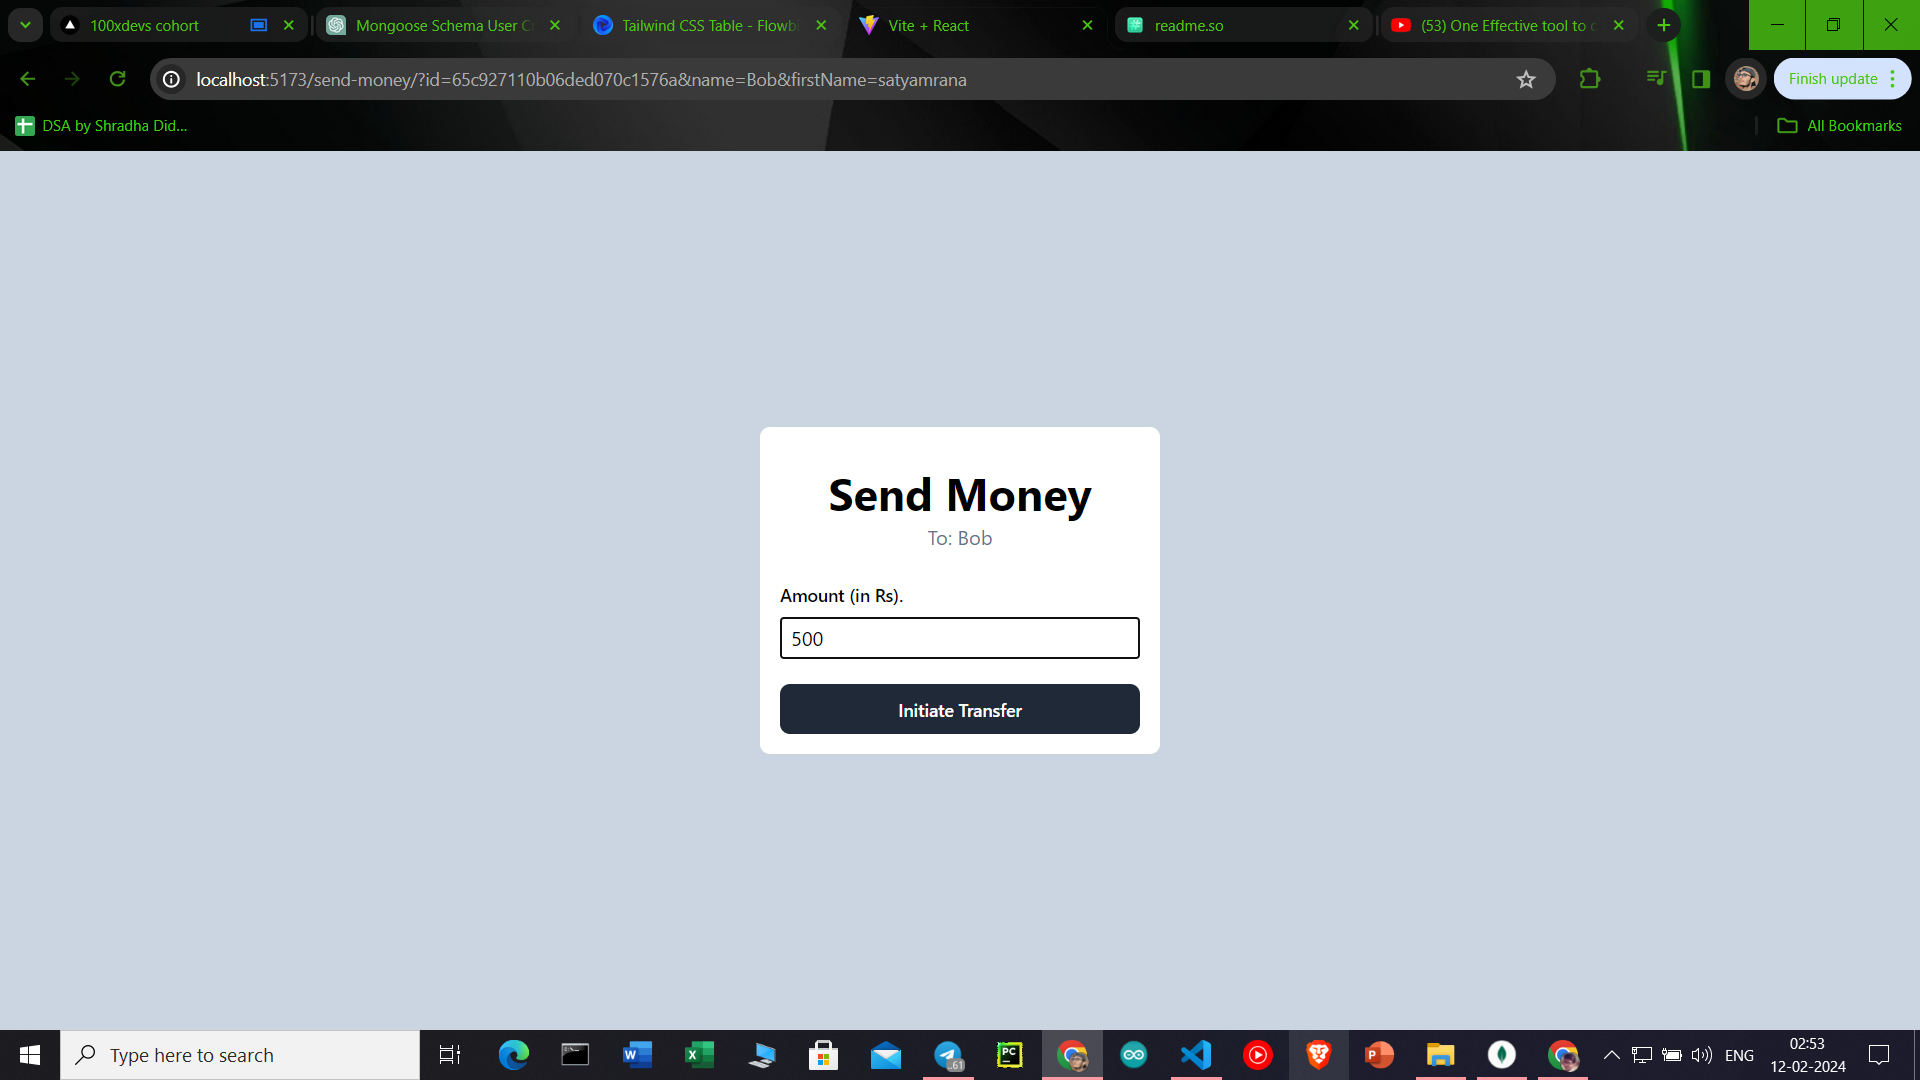 100xdevs cohort
Mongoose Schema User C
Tailwind CSS Table - Flowb
Vite + React
readme.so
(53) One Effective tool to c
localhost:5173/send-money/?id=65c927110b06ded070c1576a&name=Bob&firstName=satyamrana
Finish update
DSA by Shradha Did...
All Bookmarks
Send Money
To: Bob
Amount (in Rs).
500
Initiate Transfer
Type here to search
.61
PC
ENG
02:53
12-02-2024